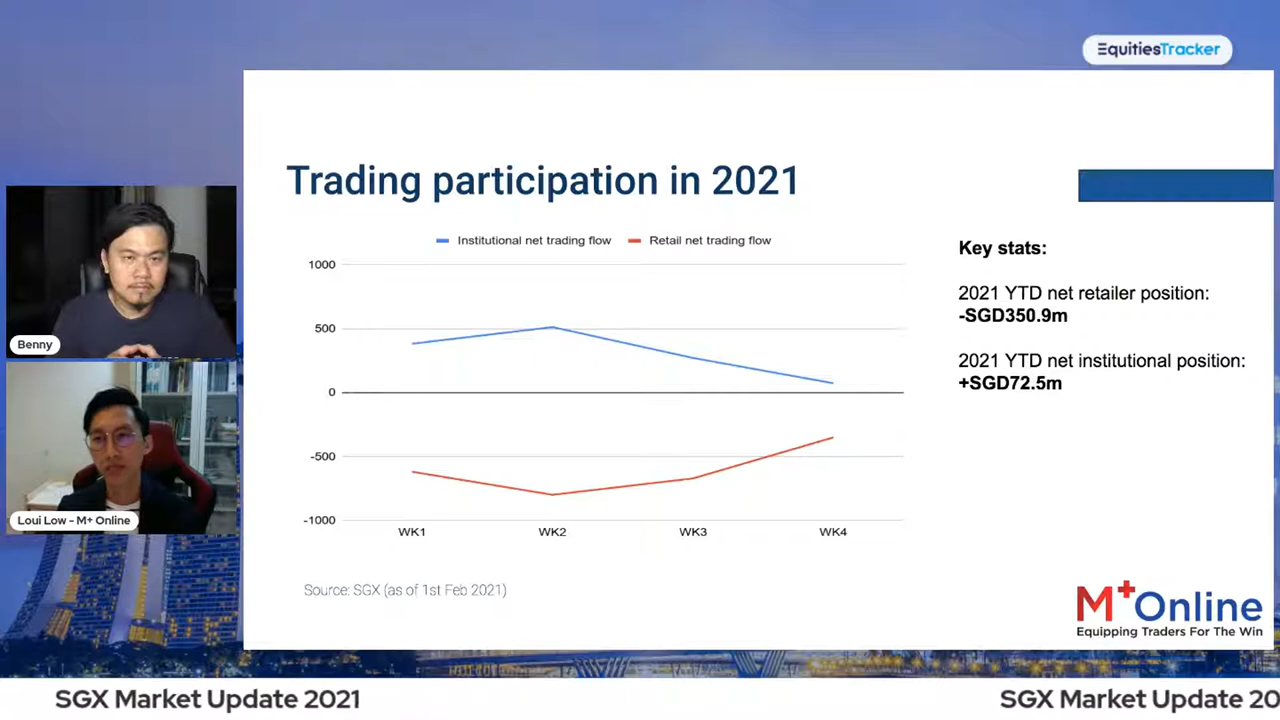 EquitiesTracker
Trading participation in 2021
Institutional net trading flow
Retail net trading flow
1000
500
0
-500
-1000
WK1
WK2
WK3
WK4
Key stats:
2021 YTD net retailer position:
-SGD350.9m
2021 YTD net institutional position:
+SGD72.5m
Benny
Loui Low - M+ Online
Source: SGX (as of 1st Feb 2021)
M+Online
Equipping Traders For The Win
SGX Market Update 2021
SGX Market Update 20